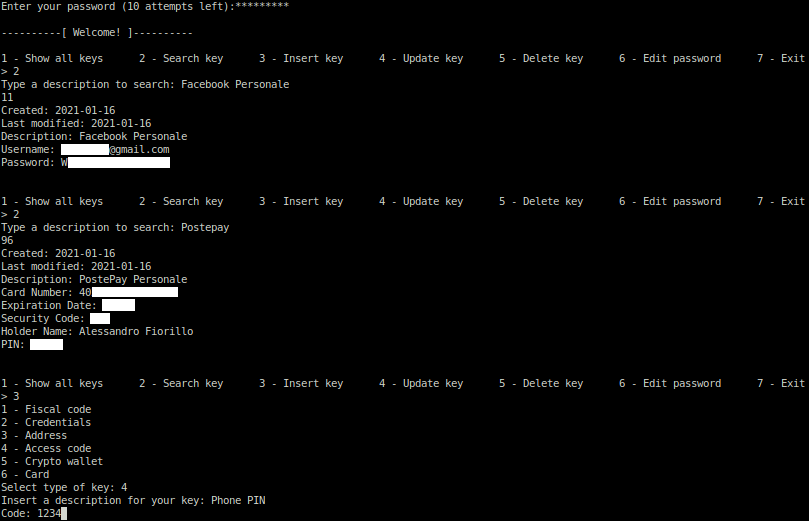 Enter your password (10 attempts left):*********
----------[ Welcome! ]----------
1 - Show all keys 2 - Search key 3 - Insert key 4 - Update key 5 - Delete key 6 - Edit password 7 - Exit
> 2
Type a description to search: Facebook Personale
11
Created: 2021-01-16
Last modified: 2021-01-16
Description: Facebook Personale
Username: @gmail.com
Password: W
1 - Show all keys 2 - Search key 3 - Insert key 4 - Update key 5 - Delete key 6 - Edit password 7 - Exit
> 2
Type a description to search: Postepay
96
Created: 2021-01-16
Last modified: 2021-01-16
Description: PostePay Personale
Card Number: 40
Expiration Date:
Security Code:
Holder Name: Alessandro Fiorillo
PIN:
1 - Show all keys 2 - Search key 3 - Insert key 4 - Update key 5 - Delete key 6 - Edit password 7 - Exit
> 3
1 - Fiscal code
2 - Credentials
3 - Address
4 - Access code
5 - Crypto wallet
6 - Card
Select type of key: 4
Insert a description for your key: Phone PIN
Code: 1234